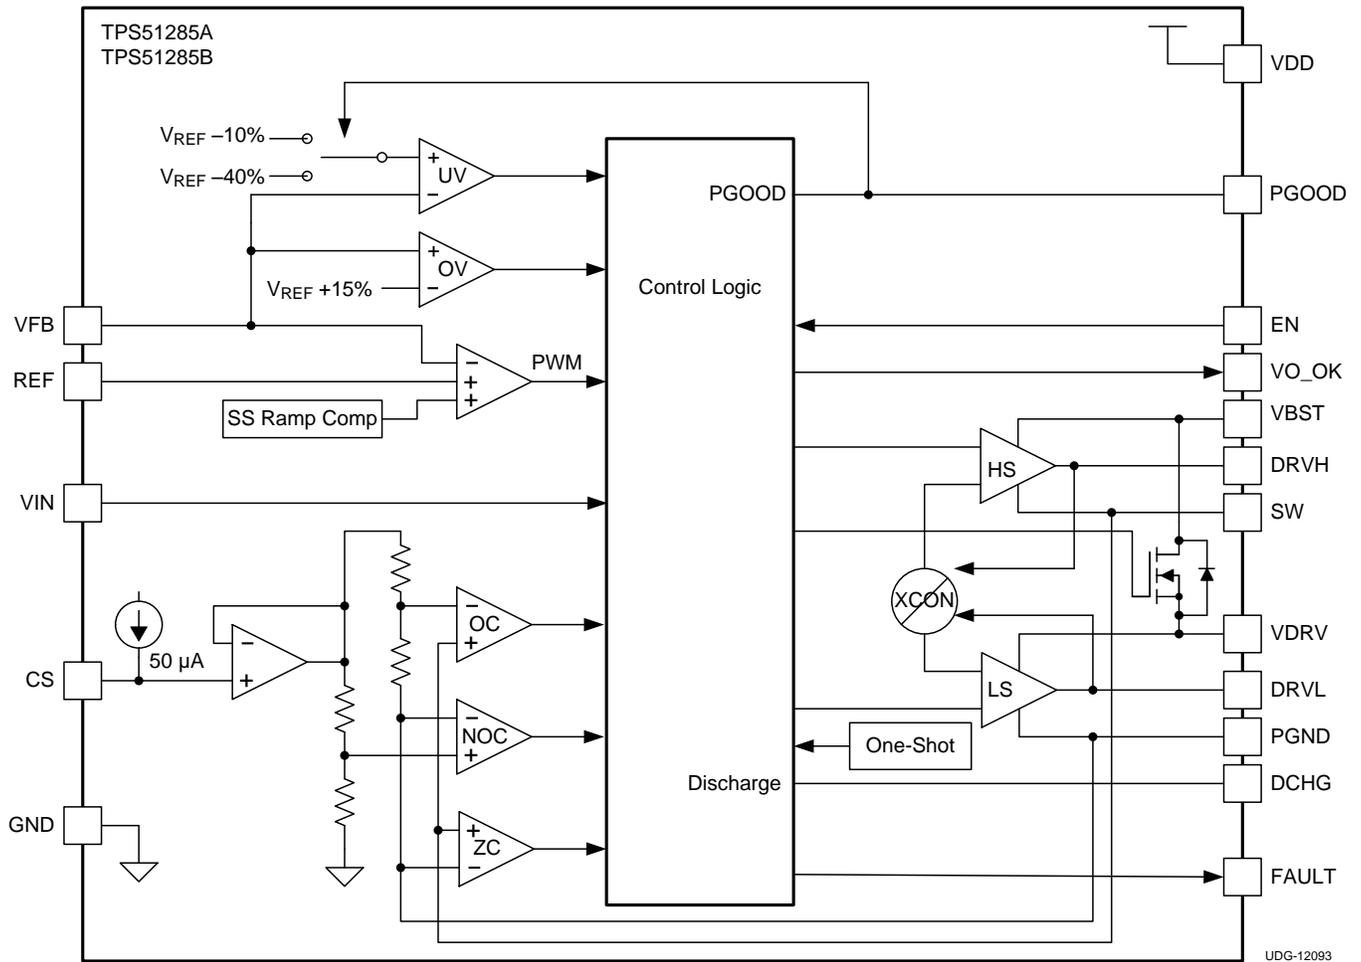 TPS51285A
TPS51285B
VDD
VREF –10%
VREF –40%
+
UV
–
PGOOD
PGOOD
+
OV
–
VREF +15%
Control Logic
VFB
EN
REF
–
+
+
PWM
VO_OK
SS Ramp Comp
VBST
HS
DRVH
VIN
SW
XCON
–
OC
+
50 µA
–
+
CS
VDRV
LS
DRVL
–
NOC
+
One-Shot
PGND
Discharge
DCHG
GND
+
ZC
–
FAULT
UDG-12093